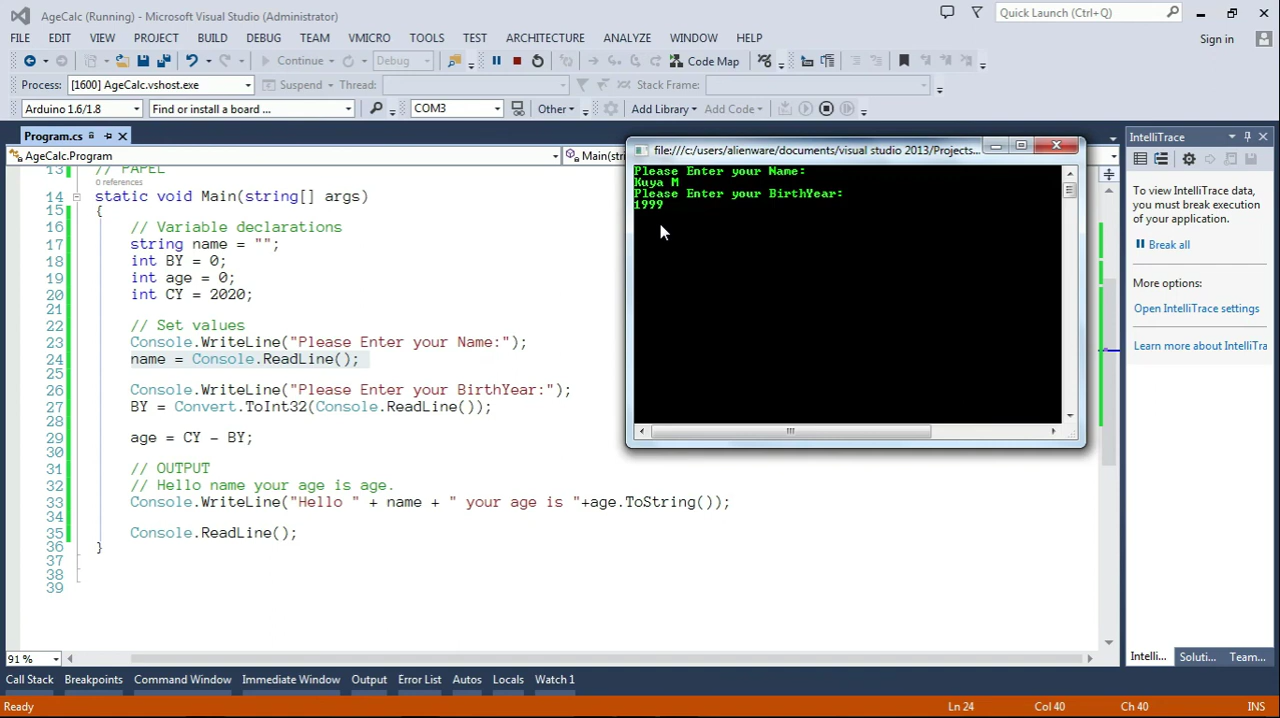 AgeCalc (Running) - Microsoft Visual Studio (Administrator)
Quick Launch (Ctrl+Q)
FILE EDIT VIEW PROJECT BUILD DEBUG TEAM VMICRO TOOLS TEST ARCHITECTURE ANALYZE WINDOW HELP
Sign in
Continue Debug Code Map
Process: [1600] AgeCalc.vshost.exe Suspend Thread: Stack Frame:
Arduino 1.6/1.8 Find or install a board ... COM3 Other Add Library Add Code
Program.cs
AgeCalc.Program
Main(stri
13 // PAPEL
0 references
14 static void Main(string[] args)
15 {
16 // Variable declarations
17 string name = "";
18 int BY = 0;
19 int age = 0;
20 int CY = 2020;
21
22 // Set values
23 Console.WriteLine("Please Enter your Name:");
24 name = Console.ReadLine();
25
26 Console.WriteLine("Please Enter your BirthYear:");
27 BY = Convert.ToInt32(Console.ReadLine());
28
29 age = CY - BY;
30
31 // OUTPUT
32 // Hello name your age is age.
33 Console.WriteLine("Hello " + name + " your age is "+age.ToString());
34
35 Console.ReadLine();
36 }
37
38
39
file:///c:/users/alienware/documents/visual studio 2013/Projects...
Please Enter your Name:
Kuya M
Please Enter your BirthYear:
1999
IntelliTrace
To view IntelliTrace data,
you must break execution
of your application.
Break all
More options:
Open IntelliTrace settings
Learn more about IntelliTra
91 %
Intelli... Soluti... Team...
Call Stack Breakpoints Command Window Immediate Window Output Error List Autos Locals Watch 1
Ready Ln 24 Col 40 Ch 40 INS